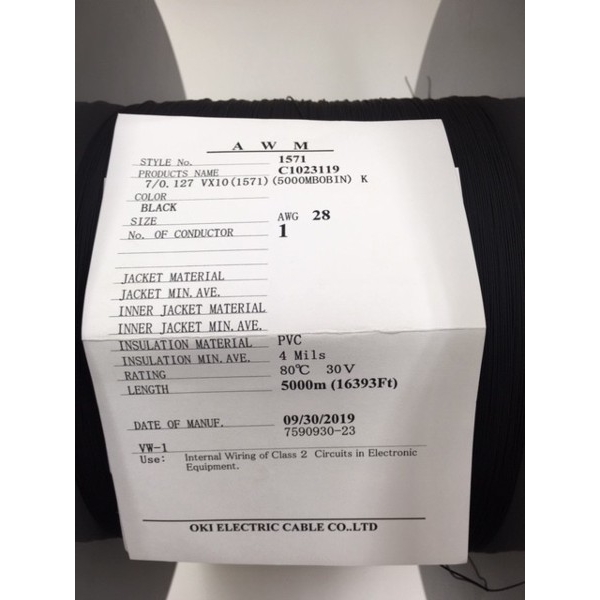 A W M
STYLE No. 1571
PRODUCTS NAME C1023119
7/0.127 VX10(1571)(5000MBOBIN) K
COLOR
BLACK
SIZE AWG 28
No. OF CONDUCTOR 1
JACKET MATERIAL
JACKET MIN.AVE.
INNER JACKET MATERIAL
INNER JACKET MIN.AVE.
INSULATION MATERIAL PVC
INSULATION MIN.AVE. 4 Mils
RATING 80℃ 30V
LENGTH 5000m (16393Ft)
DATE OF MANUF. 09/30/2019
7590930-23
VW-1
Use: Internal Wiring of Class 2 Circuits in Electronic
Equipment.
OKI ELECTRIC CABLE CO..LTD